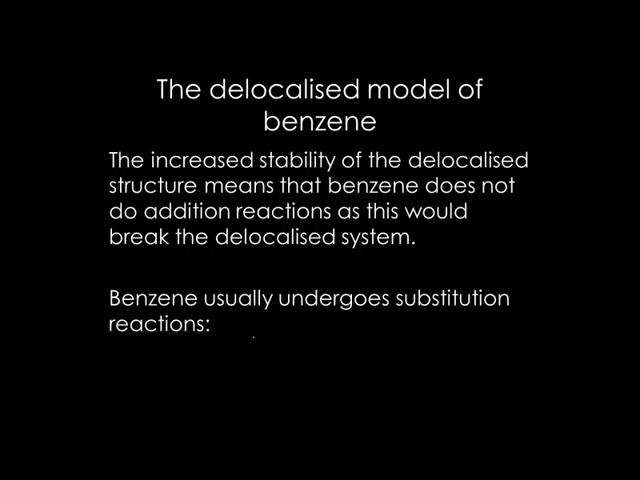 The delocalised model of
benzene
The increased stability of the delocalised
structure means that benzene does not
do addition reactions as this would
break the delocalised system.
Benzene usually undergoes substitution
reactions: